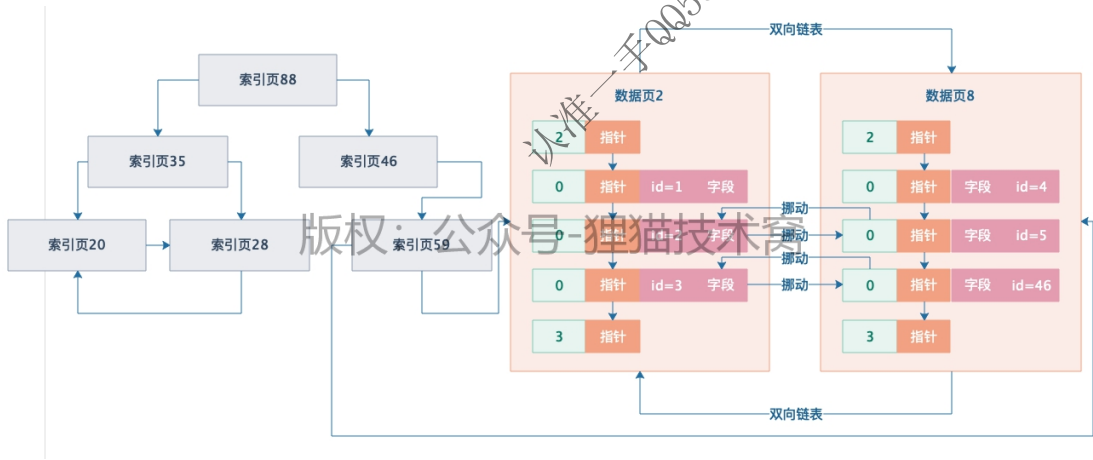 双向链表
索引页88
索引页35
索引页46
索引页20
索引页28
索引页59
数据页2
2 指针
0 指针 id=1 字段
0 指针 id=2 字段
0 指针 id=3 字段
3 指针
挪动
挪动
挪动
挪动
数据页8
2 指针
0 指针 字段 id=4
0 指针 字段 id=5
0 指针 字段 id=46
3 指针
双向链表
认准一手QQ5
版权：公众号-狸猫技术窝